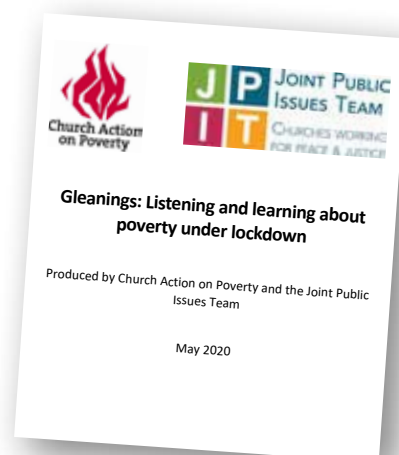 Church Action
on Poverty
J P I T
JOINT PUBLIC
ISSUES TEAM
CHURCHES WORKING
FOR PEACE & JUSTICE
Gleanings: Listening and learning about
poverty under lockdown
Produced by Church Action on Poverty and the Joint Public
Issues Team
May 2020